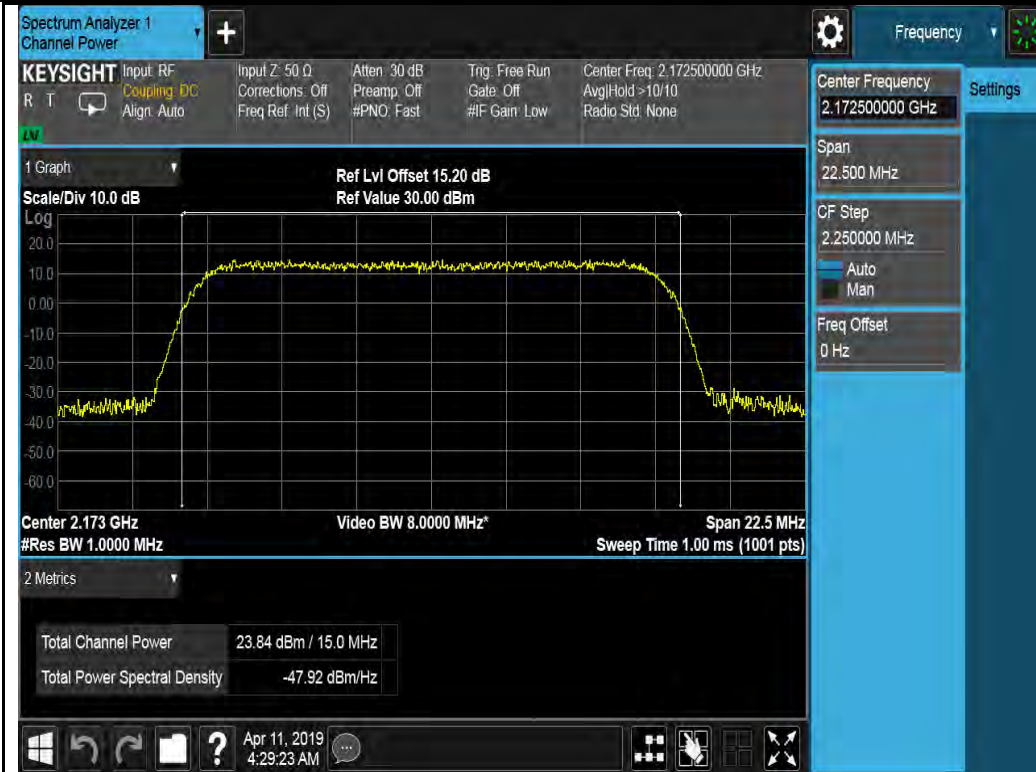 Spectrum Analyzer 1
Channel Power
+
Frequency
KEYSIGHT
R T
LNI
Input: RF
Coupling: DC
Align: Auto
Input Z: 50 Ω
Corrections: Off
Freq Ref: Int (S)
Atten: 30 dB
Preamp: Off
#PNO: Fast
Trig: Free Run
Gate: Off
#IF Gain: Low
Center Freq: 2.172500000 GHz
Avg|Hold >10/10
Radio Std: None
Center Frequency
2.172500000 GHz
Settings
Span
22.500 MHz
CF Step
2.250000 MHz
Auto
Man
Freq Offset
0 Hz
1 Graph
Scale/Div 10.0 dB
Ref Lvl Offset 15.20 dB
Ref Value 30.00 dBm
Log
20.0
10.0
0.00
-10.0
-20.0
-30.0
-40.0
-50.0
-60.0
Center 2.173 GHz
#Res BW 1.0000 MHz
Video BW 8.0000 MHz*
Span 22.5 MHz
Sweep Time 1.00 ms (1001 pts)
2 Metrics
Total Channel Power 23.84 dBm / 15.0 MHz
Total Power Spectral Density -47.92 dBm/Hz
?
Apr 11, 2019
4:29:23 AM